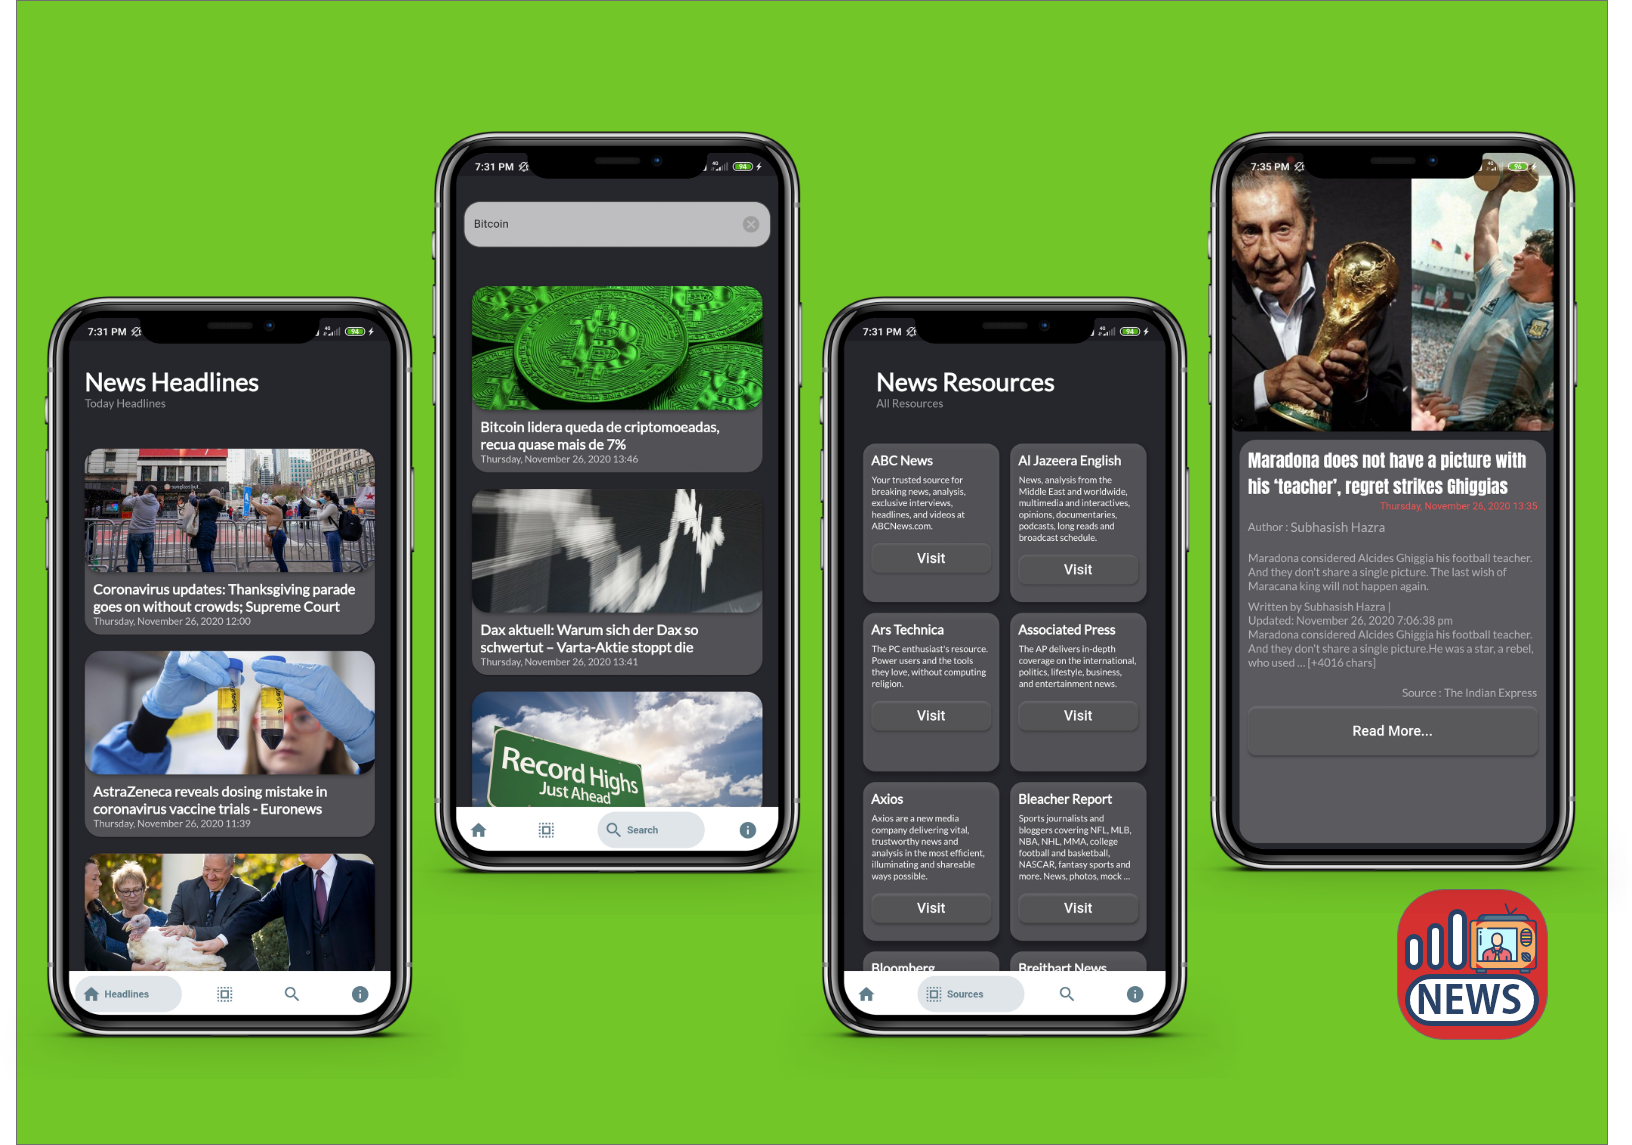 7:31 PM
4G
94
News Headlines
Today Headlines
Coronavirus updates: Thanksgiving parade
goes on without crowds; Supreme Court
Thursday, November 26, 2020 12:00
AstraZeneca reveals dosing mistake in
coronavirus vaccine trials - Euronews
Thursday, November 26, 2020 11:39
Headlines
7:31 PM
4G
94
Bitcoin
Bitcoin lidera queda de criptomoedas,
recua quase mais de 7%
Thursday, November 26, 2020 13:46
Dax aktuell: Warum sich der Dax so
schwertut – Varta-Aktie stoppt die
Thursday, November 26, 2020 13:41
Record Highs
Just Ahead
Search
7:31 PM
4G
94
News Resources
All Resources
ABC News
Your trusted source for
breaking news, analysis,
exclusive interviews,
headlines, and videos at
ABCNews.com.
Visit
Al Jazeera English
News, analysis from the
Middle East and worldwide,
multimedia and interactives,
opinions, documentaries,
podcasts, long reads and
broadcast schedule.
Visit
Ars Technica
The PC enthusiast's resource.
Power users and the tools
they love, without computing
religion.
Visit
Associated Press
The AP delivers in-depth
coverage on the international,
politics, lifestyle, business,
and entertainment news.
Visit
Axios
Axios are a new media
company delivering vital,
trustworthy news and
analysis in the most efficient,
illuminating and shareable
ways possible.
Visit
Bleacher Report
Sports journalists and
bloggers covering NFL, MLB,
NBA, NHL, MMA, college
football and basketball,
NASCAR, fantasy sports and
more. News, photos, mock ...
Visit
Bloomberg
Breitbart News
Sources
7:35 PM
4G
96
Maradona does not have a picture with
his ‘teacher’, regret strikes Ghiggias
Thursday, November 26, 2020 13:35
Author : Subhasish Hazra
Maradona considered Alcides Ghiggia his football teacher.
And they don't share a single picture. The last wish of
Maracana king will not happen again.
Written by Subhasish Hazra |
Updated: November 26, 2020 7:06:38 pm
Maradona considered Alcides Ghiggia his football teacher.
And they don't share a single picture.He was a star, a rebel,
who used ... [+4016 chars]
Source : The Indian Express
Read More...
NEWS